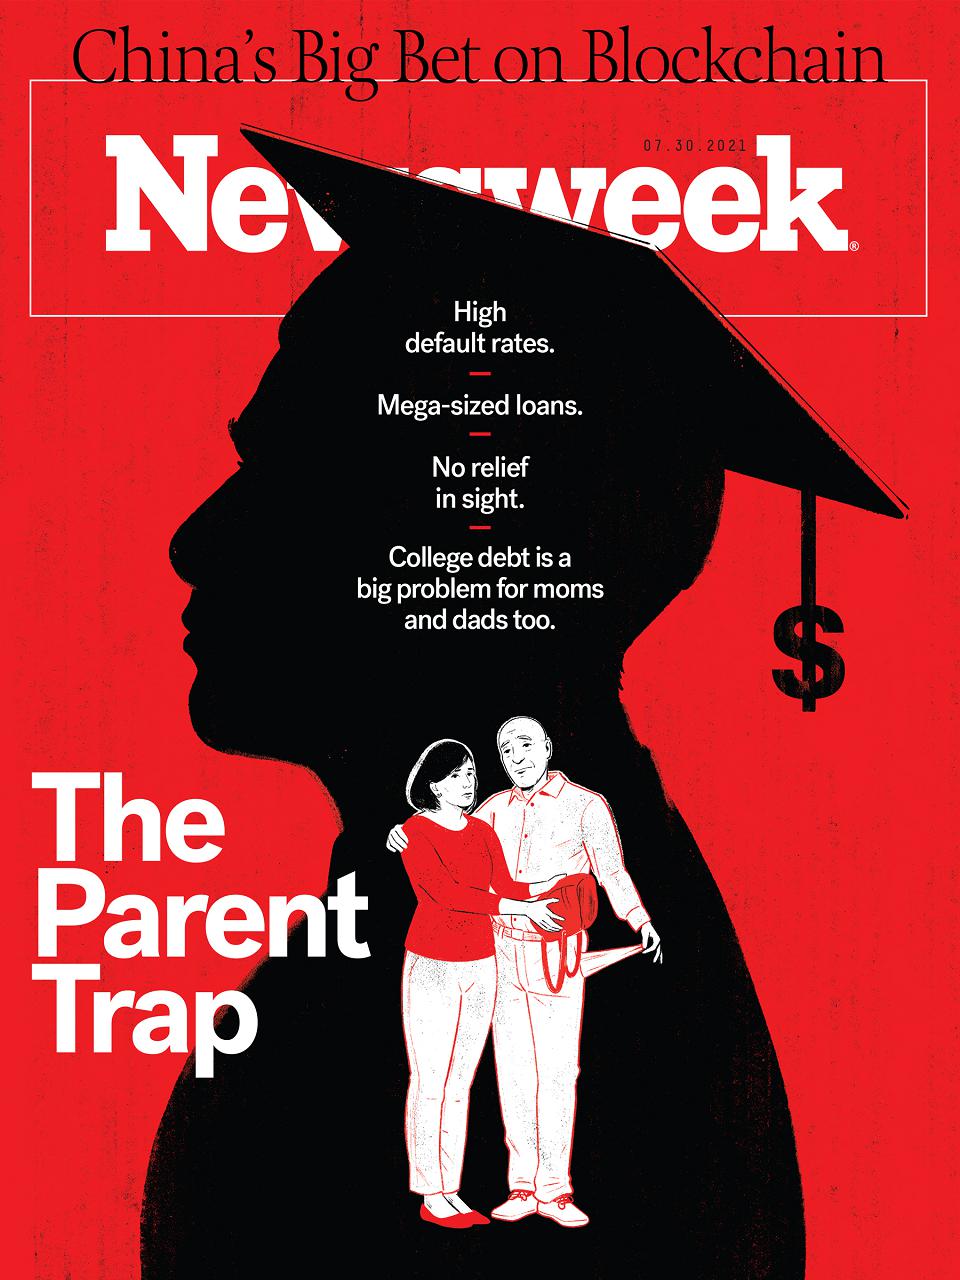 China's Big Bet on Blockchain
07.30.2021
Newsweek®
High
default rates.
Mega-sized loans.
No relief
in sight.
College debt is a
big problem for moms
and dads too.
$
The
Parent
Trap